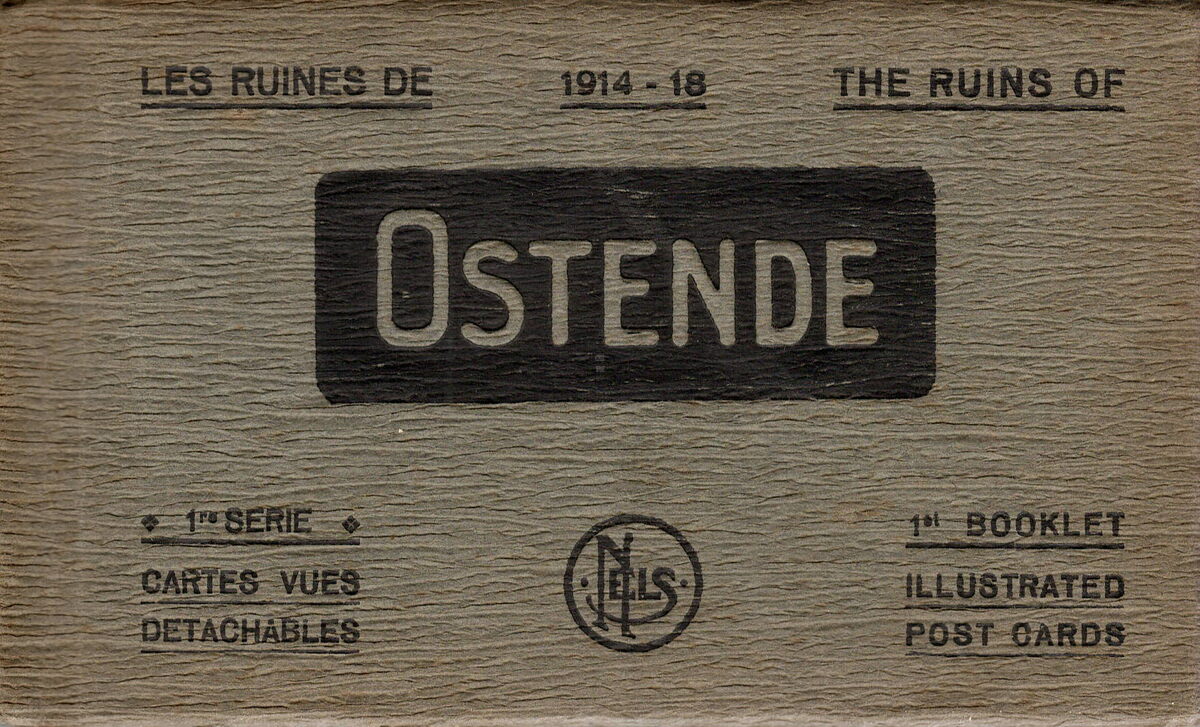 LES RUINES DE
1914 - 18
THE RUINS OF
OSTENDE
1re SERIE
CARTES VUES
DETACHABLES
NELS
1st BOOKLET
ILLUSTRATED
POST CARDS